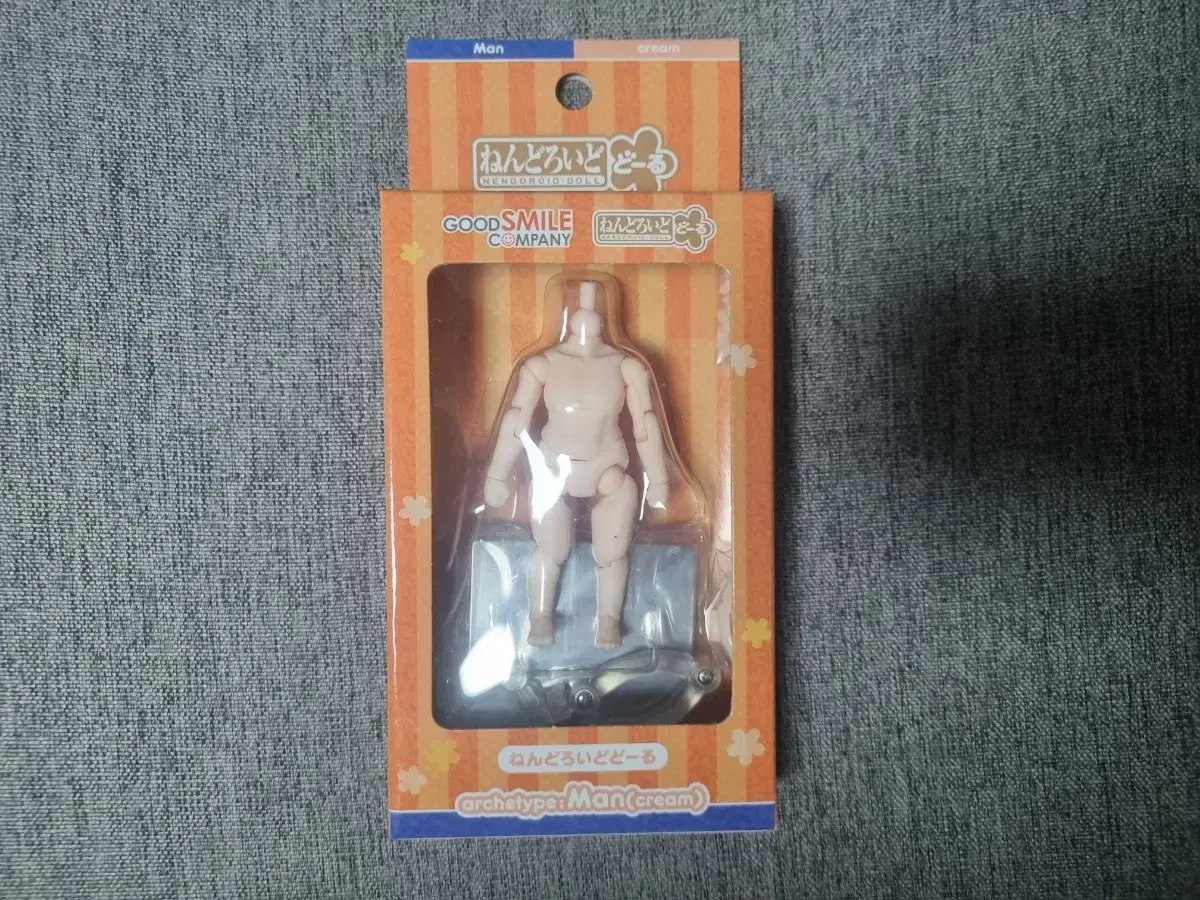 Man cream
ねんどろいど どーる
NENDOROID-DOLL
GOOD SMILE COMPANY
ねんどろいど どーる
NENDOROID DOLL
ねんどろいどどーる
archetype: Man(cream)